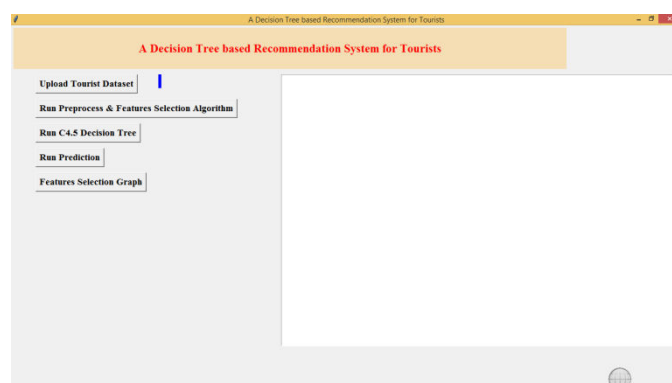 A Decision Tree based Recommendation System for Tourists
A Decision Tree based Recommendation System for Tourists
Upload Tourist Dataset
Run Preprocess & Features Selection Algorithm
Run C4.5 Decision Tree
Run Prediction
Features Selection Graph